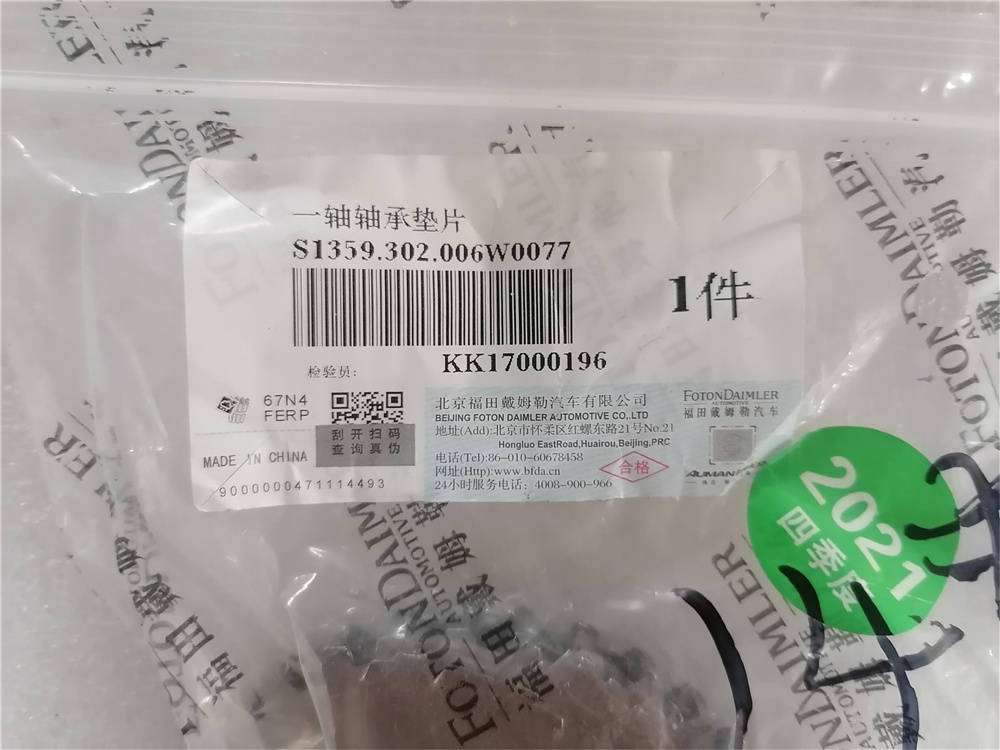 一轴轴承垫片
S1359.302.006W0077
1件
KK17000196
检验员:
67N4
FERP
刮开扫码
查询真伪
MADE IN CHINA
9000000471114493
北京福田戴姆勒汽车有限公司
BEIJING FOTON DAIMLER AUTOMOTIVE CO.,LTD
地址(Add):北京市怀柔区红螺东路21号No.21
Hongluo EastRoad,Huairou,Beijing,PRC
电话(Tel):86-010-60678458
网址(Http):www.bfda.cn
24小时服务电话: 4008-900-966
合格
FOTONDAIMLER
AUTOMOTIVE
福田戴姆勒汽车
AUMAN
2021
四季度
FOTONDAIMLER
AUTOMOTIVE
福田戴姆